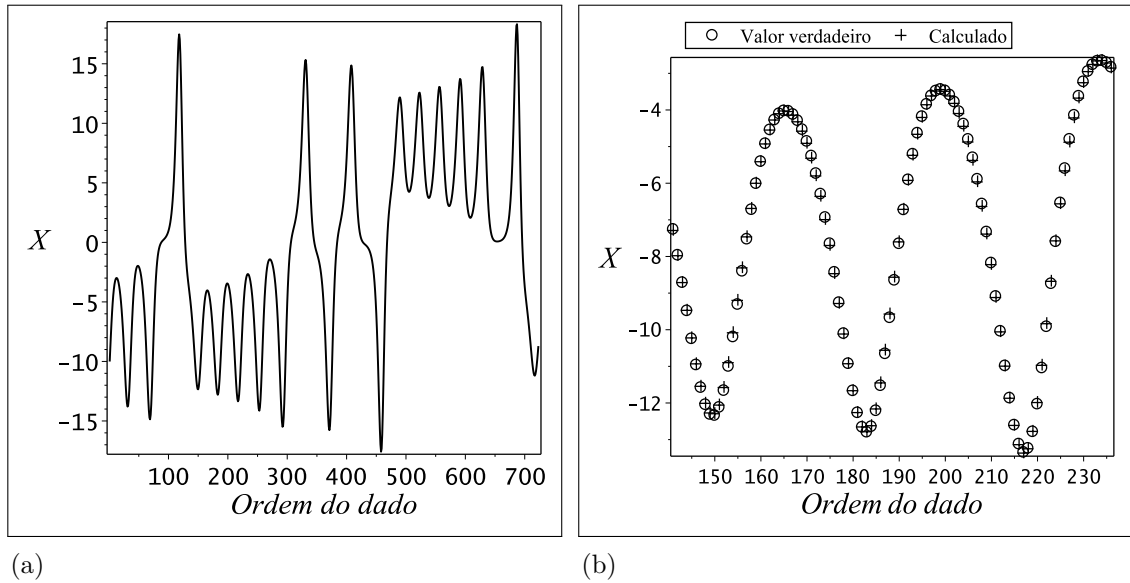 15
10
5
X
0
-5
-10
-15
100 200 300 400 500 600 700
Ordem do dado
(a)
Valor verdadeiro Calculado
-4
-6
X
-8
-10
-12
150 160 170 180 190 200 210 220 230
Ordem do dado
(b)